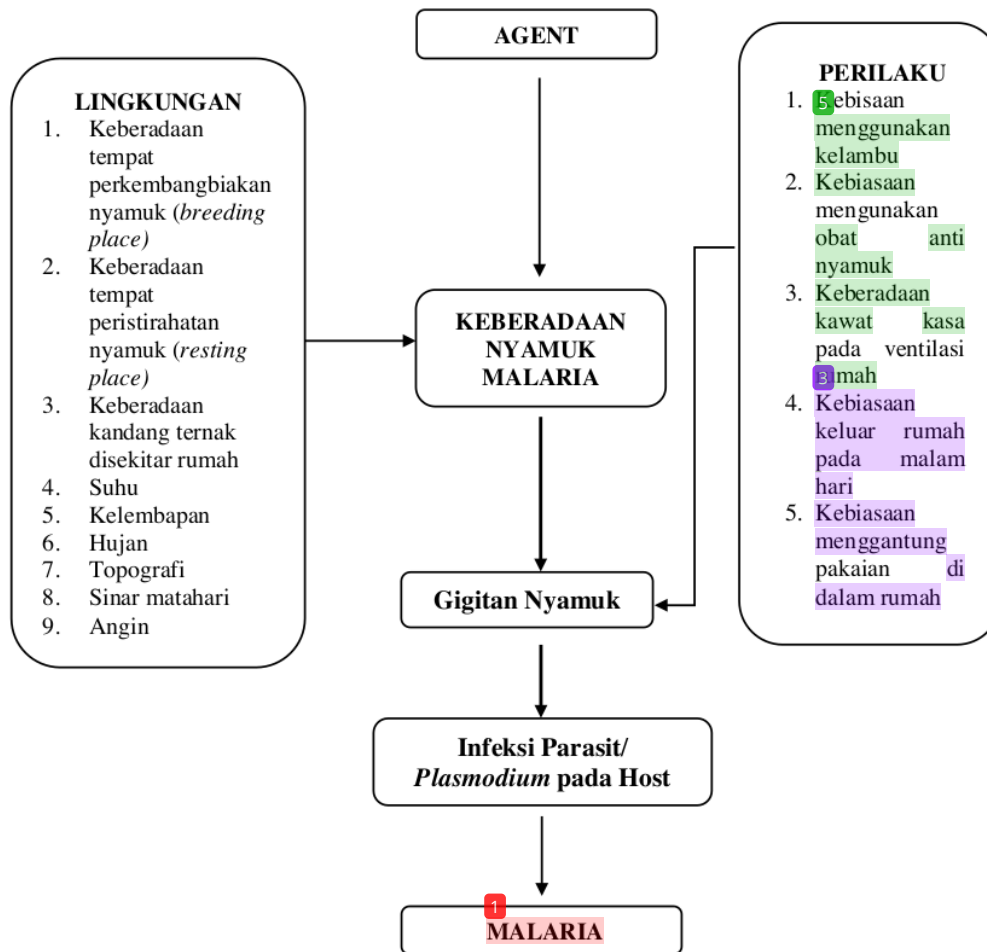 AGENT
LINGKUNGAN
1. Keberadaan
tempat
perkembangbiakan
nyamuk (breeding
place)
2. Keberadaan
tempat
peristirahatan
nyamuk (resting
place)
3. Keberadaan
kandang ternak
disekitar rumah
4. Suhu
5. Kelembapan
6. Hujan
7. Topografi
8. Sinar matahari
9. Angin
KEBERADAAN
NYAMUK
MALARIA
Gigitan Nyamuk
Infeksi Parasit/
Plasmodium pada Host
1
MALARIA
PERILAKU
1. 5 ebisaan
menggunakan
kelambu
2. Kebiasaan
mengunakan
obat anti
nyamuk
3. Keberadaan
kawat kasa
pada ventilasi
3 mah
4. Kebiasaan
keluar rumah
pada malam
hari
5. Kebiasaan
menggantung
pakaian di
dalam rumah